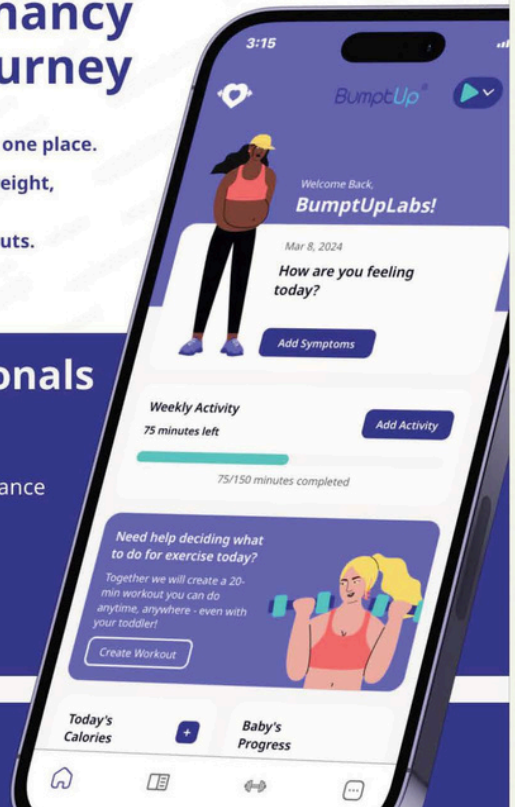 nancy
urney
one place.
eight,
uts.
onals
ance
3:15
BumptUp®
Welcome Back,
BumptUpLabs!
Mar 8, 2024
How are you feeling
today?
Add Symptoms
Weekly Activity
75 minutes left
Add Activity
75/150 minutes completed
Need help deciding what
to do for exercise today?
Together we will create a 20-
min workout you can do
anytime, anywhere - even with
your toddler!
Create Workout
Today's
Calories
+
Baby's
Progress